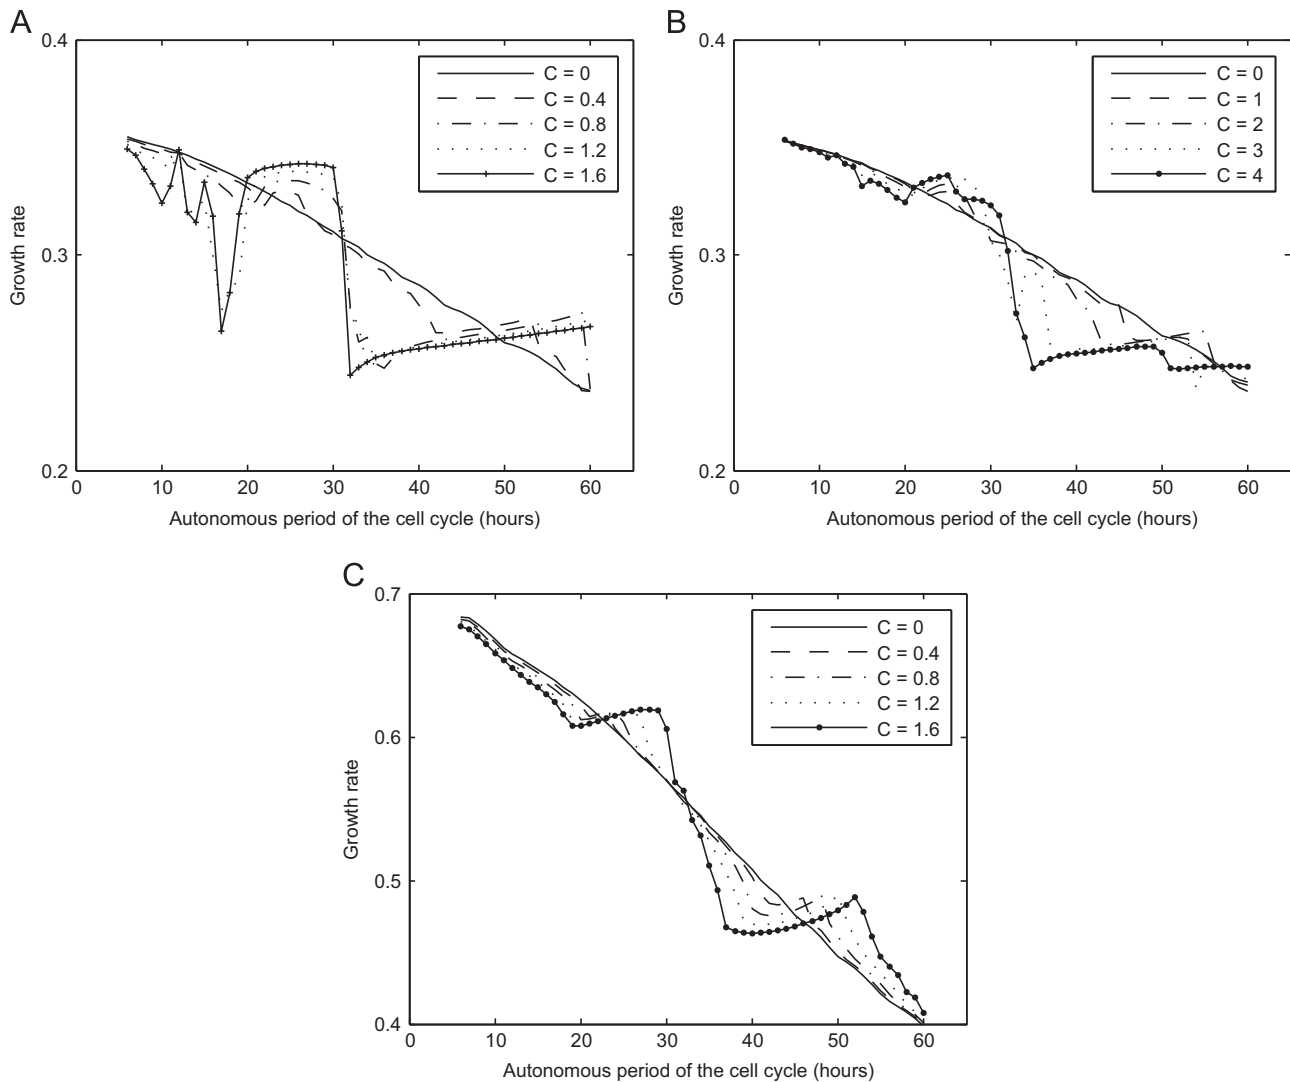 A
0.4
0.3
0.2
0 10 20 30 40 50 60
Growth rate
Autonomous period of the cell cycle (hours)
C = 0
C = 0.4
C = 0.8
C = 1.2
C = 1.6
B
0.4
0.3
0.2
0 10 20 30 40 50 60
Growth rate
Autonomous period of the cell cycle (hours)
C = 0
C = 1
C = 2
C = 3
C = 4
C
0.7
0.6
0.5
0.4
0 10 20 30 40 50 60
Growth rate
Autonomous period of the cell cycle (hours)
C = 0
C = 0.4
C = 0.8
C = 1.2
C = 1.6